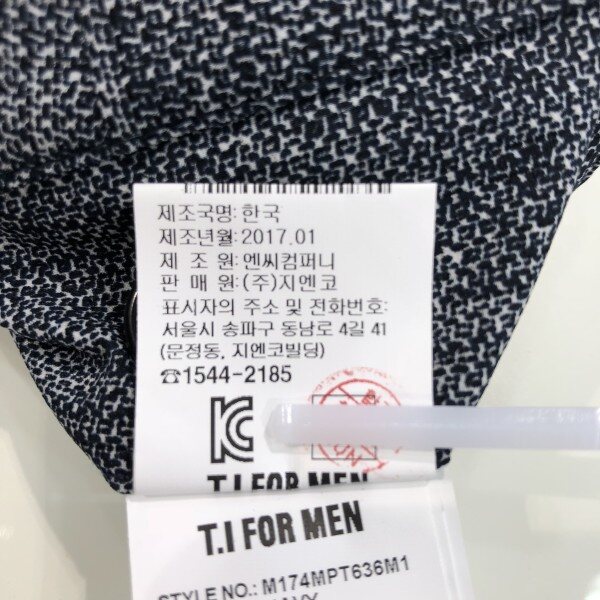 제조국명: 한국
제조년월: 2017.01
제 조 원: 엔씨컴퍼니
판 매 원: (주)지엔코
표시자의 주소 및 전화번호:
서울시 송파구 동남로 4길 41
(문정동, 지엔코빌딩)
☎1544-2185
T.I FOR MEN
T.I FOR MEN
STYLE NO.: M174MPT636M1